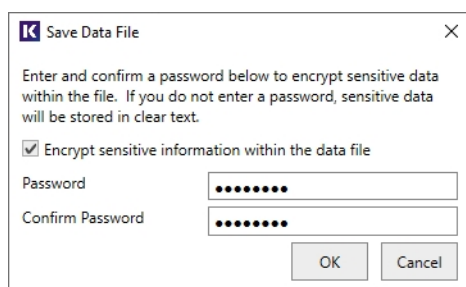 K Save Data File
Enter and confirm a password below to encrypt sensitive data
within the file.  If you do not enter a password, sensitive data
will be stored in clear text.
Encrypt sensitive information within the data file
Password ●●●●●●●●
Confirm Password ●●●●●●●●
OK Cancel